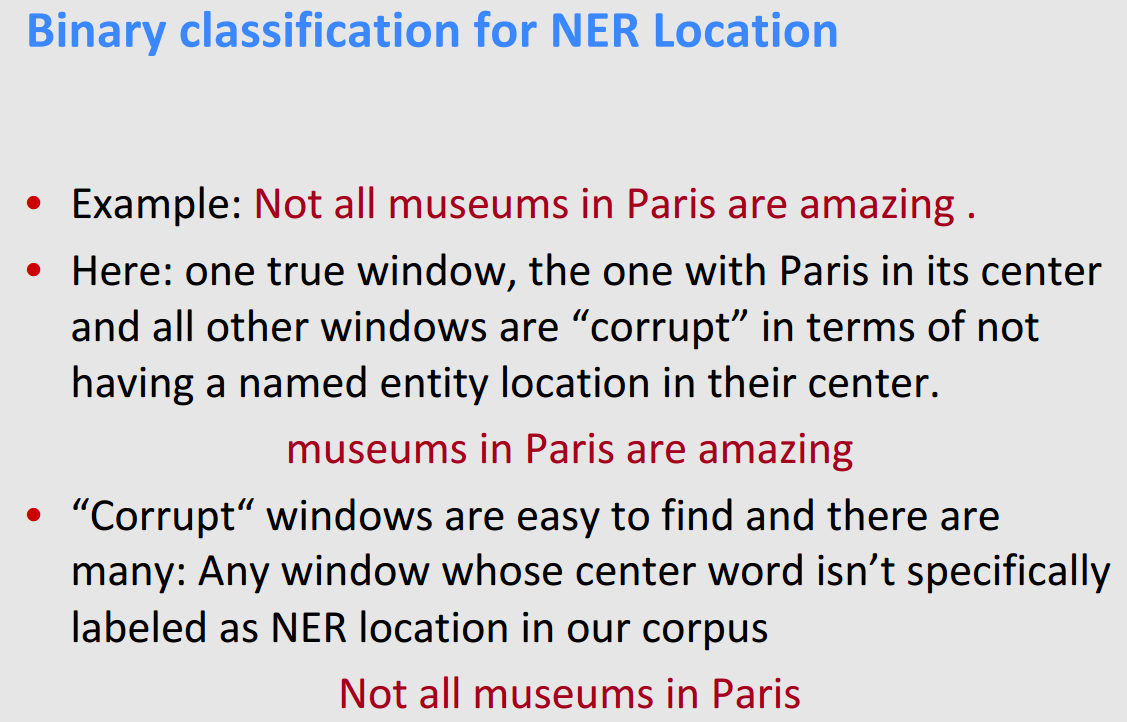 Binary classification for NER Location
• Example: Not all museums in Paris are amazing .
• Here: one true window, the one with Paris in its center
and all other windows are “corrupt” in terms of not
having a named entity location in their center.
museums in Paris are amazing
• “Corrupt“ windows are easy to find and there are
many: Any window whose center word isn’t specifically
labeled as NER location in our corpus
Not all museums in Paris